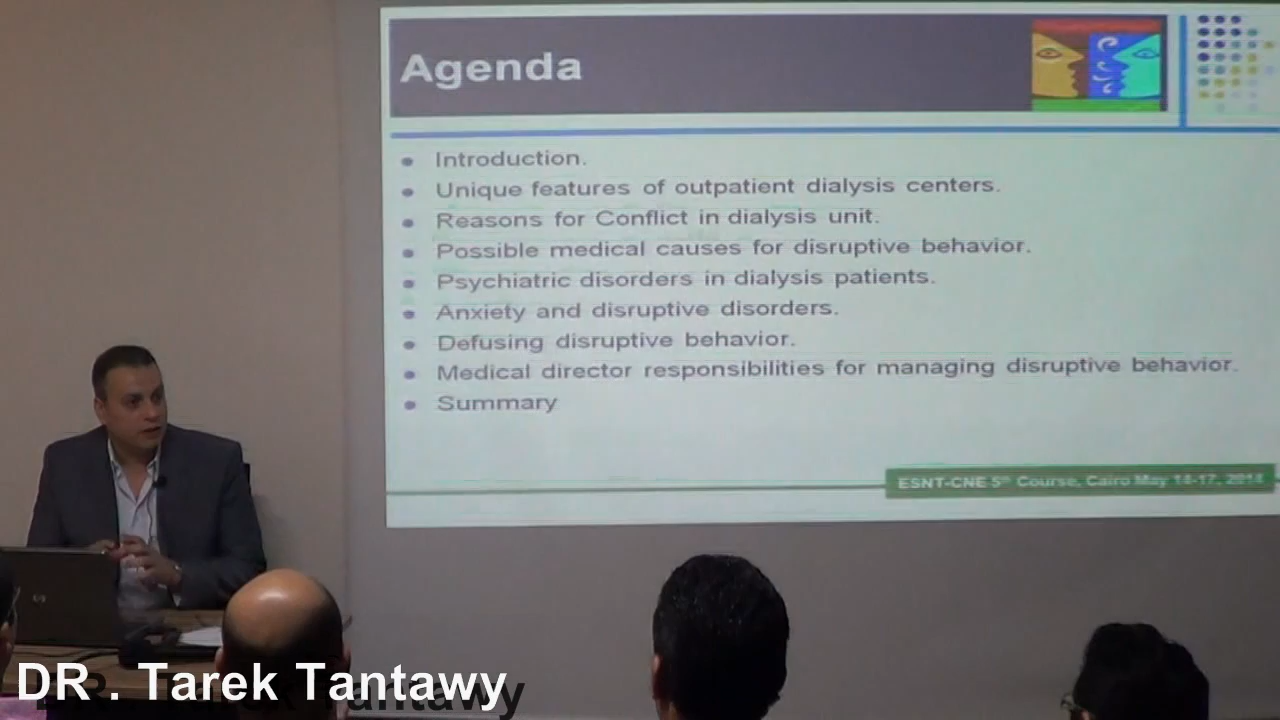 Agenda
Introduction.
Unique features of outpatient dialysis centers.
Reasons for Conflict in dialysis unit.
Possible medical causes for disruptive behavior.
Psychiatric disorders in dialysis patients.
Anxiety and disruptive disorders.
Defusing disruptive behavior.
Medical director responsibilities for managing disruptive behavior.
Summary
ESNT-CNE 5th Course, Cairo May 14-17, 2014
DR . Tarek Tantawy